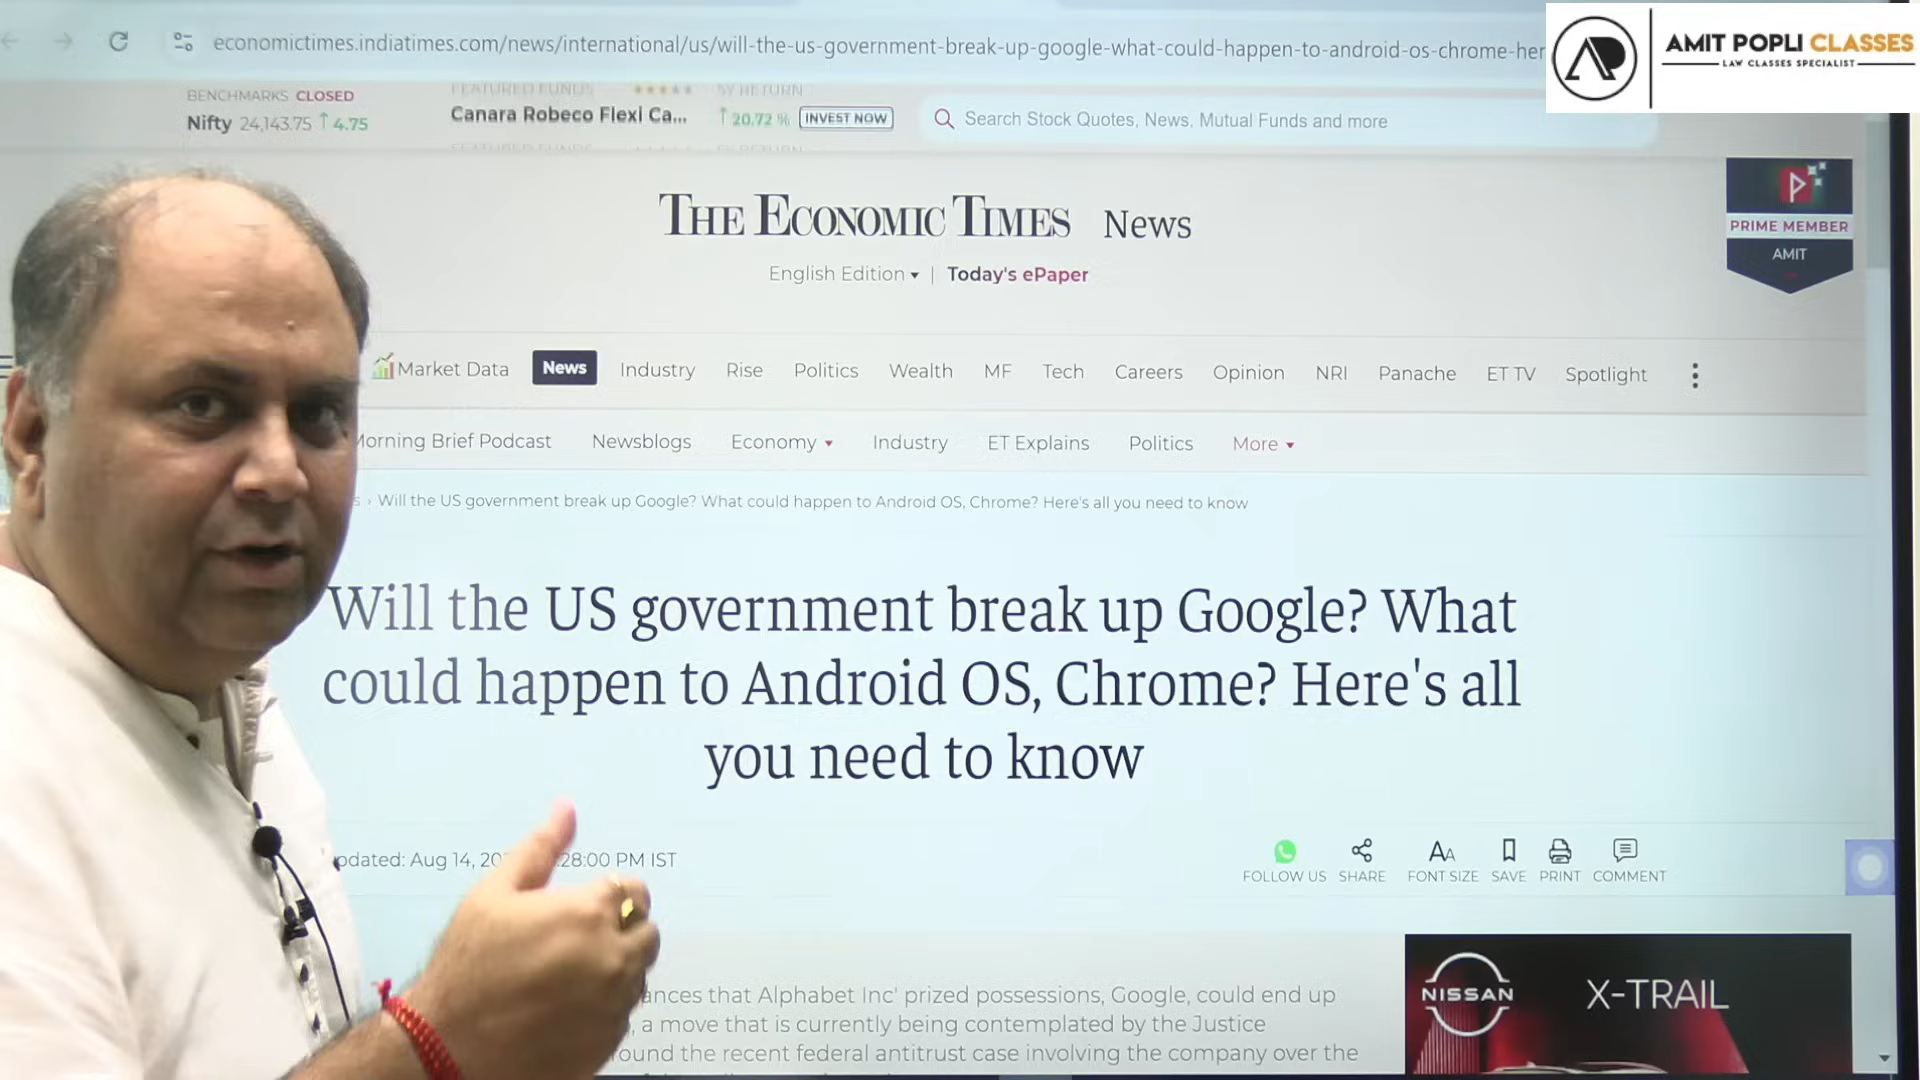 economictimes.indiatimes.com/news/international/us/will-the-us-government-break-up-google-what-could-happen-to-android-os-chrome-her
AMIT POPLI CLASSES
LAW CLASSES SPECIALIST
BENCHMARKS CLOSED
Nifty 24,143.75 ↑ 4.75
FEATURED FUNDS
5Y RETURN
Canara Robeco Flexi Ca...
↑ 20.72 % INVEST NOW
Search Stock Quotes, News, Mutual Funds and more
THE ECONOMIC TIMES News
English Edition ▾ | Today's ePaper
PRIME MEMBER
AMIT
Market Data News Industry Rise Politics Wealth MF Tech Careers Opinion NRI Panache ET TV Spotlight
Morning Brief Podcast Newsblogs Economy ▾ Industry ET Explains Politics More ▾
› Will the US government break up Google? What could happen to Android OS, Chrome? Here's all you need to know
Will the US government break up Google? What
could happen to Android OS, Chrome? Here's all
you need to know
pdated: Aug 14, 20 28:00 PM IST
FOLLOW US SHARE FONT SIZE SAVE PRINT COMMENT
ances that Alphabet Inc' prized possessions, Google, could end up
, a move that is currently being contemplated by the Justice
ound the recent federal antitrust case involving the company over the
NISSAN X-TRAIL